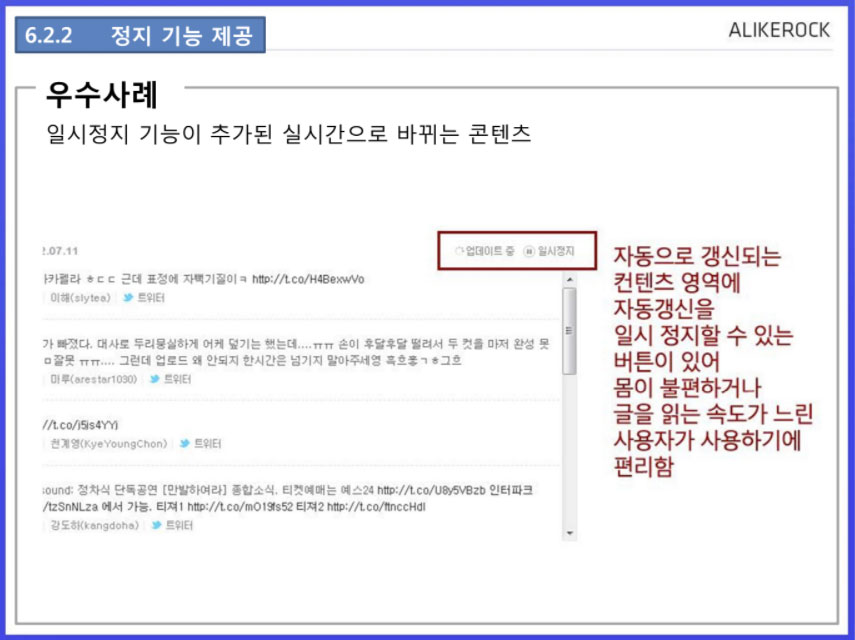 6.2.2 정지 기능 제공
ALIKEROCK
우수사례
일시정지 기능이 추가된 실시간으로 바뀌는 콘텐츠
2.07.11
업데이트 중 일시정지
카펠라 ㅎㄷㄷ 근데 표정에 자뻑기질이ㅋ http://t.co/H4BexwVo
이해(slytea) 트위터
가 빠졌다. 대사로 두리뭉실하게 어케 덮기는 했는데....ㅠㅠ 손이 후달후달 떨려서 두 컷을 마저 완성 못
ㅁ잘못 ㅠㅠ.... 그런데 업로드 왜 안되지 한시간은 넘기지 말아주세영
마루(arestar1030) 트위터
//t.co/j5is4YYj
천계영(KyeYoungChon) 트위터
sound: 정차식 단독공연 [만발하여라] 종합소식. 티켓예매는 예스24 http://t.co/U8y5VBzb 인터파크
/tzSnNLza 에서 가능. 티져1 http://t.co/mO19fs52 티져2 http://t.co/ftnccHdl
강도하(kangdoha) 트위터
자동으로 갱신되는
컨텐츠 영역에
자동갱신을
일시 정지할 수 있는
버튼이 있어
몸이 불편하거나
글을 읽는 속도가 느린
사용자가 사용하기에
편리함